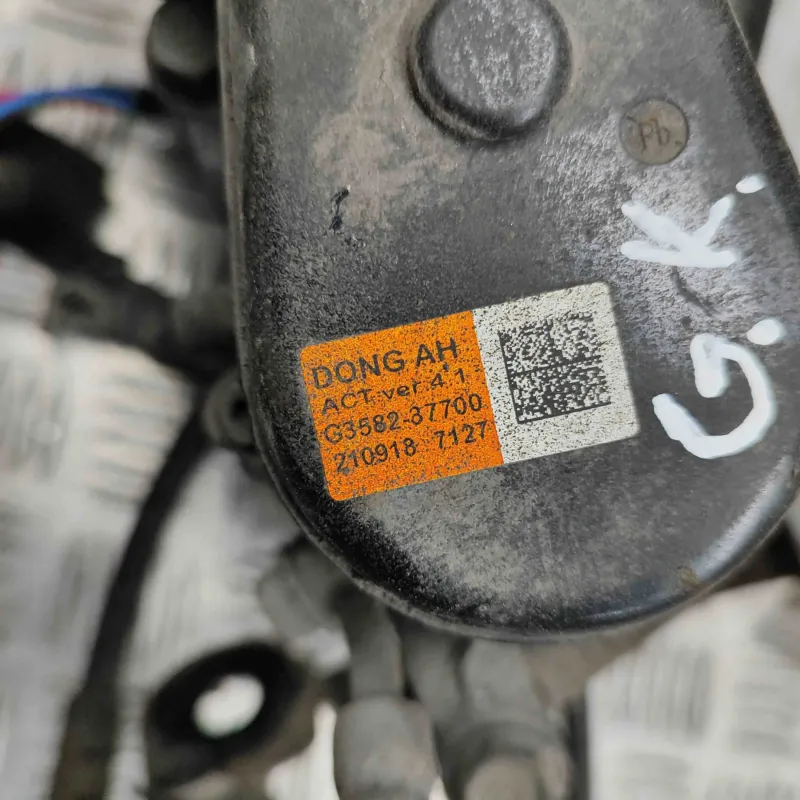 Pb
G.K.
DONG AH
ACT ver 4.1
G3582-37700
210918 7127